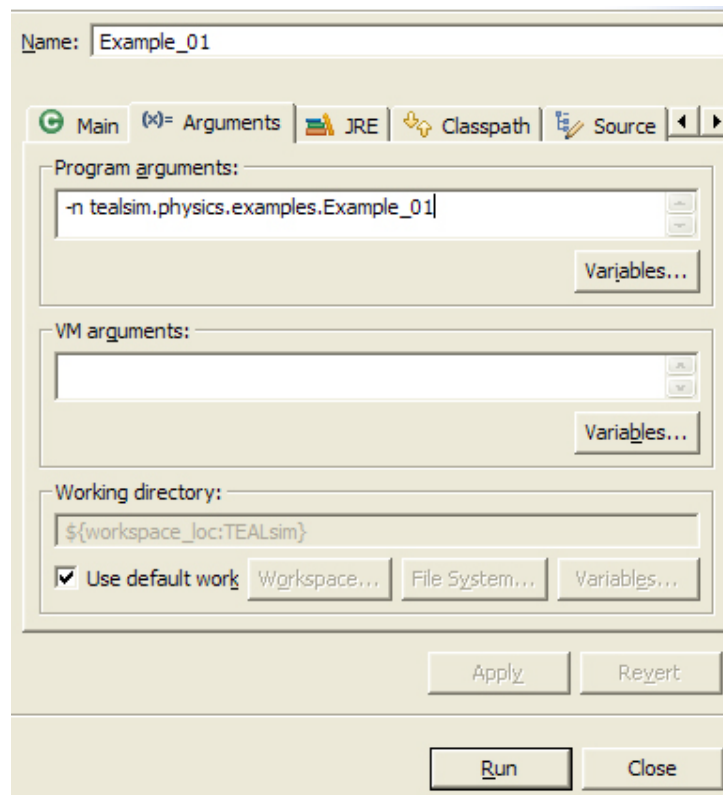 Name: Example_01
Main (x)= Arguments JRE Classpath Source
Program arguments:
-n tealsim.physics.examples.Example_01
Variables...
VM arguments:
Variables...
Working directory:
${workspace_loc:TEALsim}
Use default work Workspace... File System... Variables...
Apply Revert
Run Close